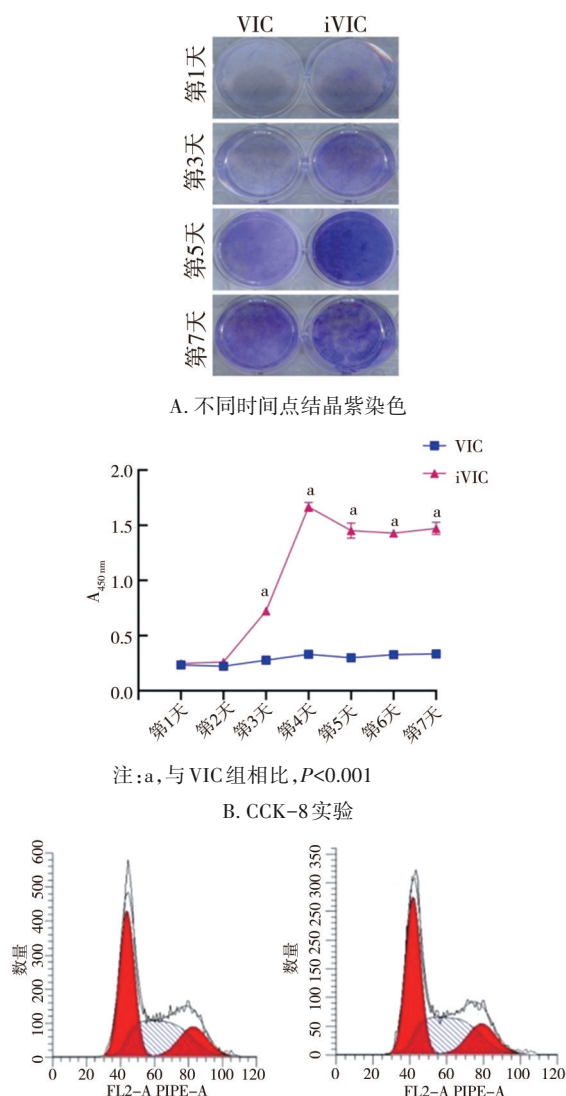 VIC iVIC
第1天
第3天
第5天
第7天
A. 不同时间点结晶紫染色
VIC
iVIC
2.0
1.5
1.0
0.5
0.0
A450 nm
a
a
a
a
a
第1天 第2天 第3天 第4天 第5天 第6天 第7天
注:a,与VIC组相比,P<0.001
B. CCK-8实验
数量
600
500
400
300
200
100
0
0 20 40 60 80 100 120
FL2-A PIPE-A
数量
350
300
250
200
150
100
50
0
0 20 40 60 80 100 120
FL2-A PIPE-A